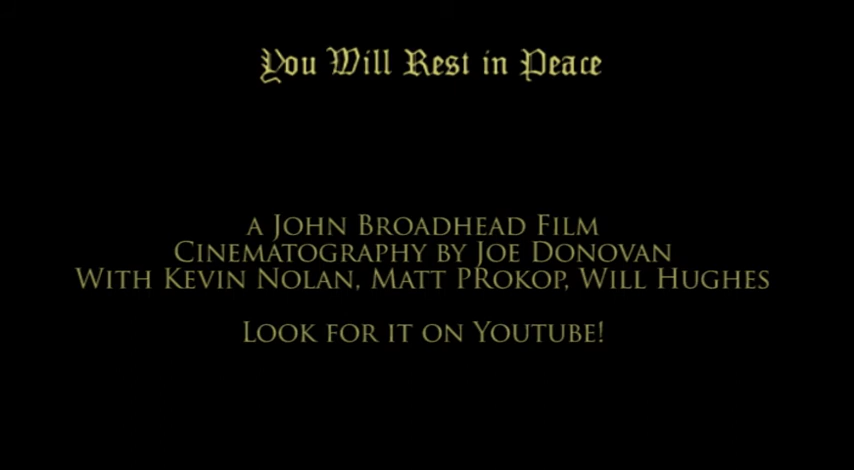 You Will Rest in Peace
A John Broadhead Film
Cinematography by Joe Donovan
With Kevin Nolan, Matt PRokop, Will Hughes
Look for it on Youtube!